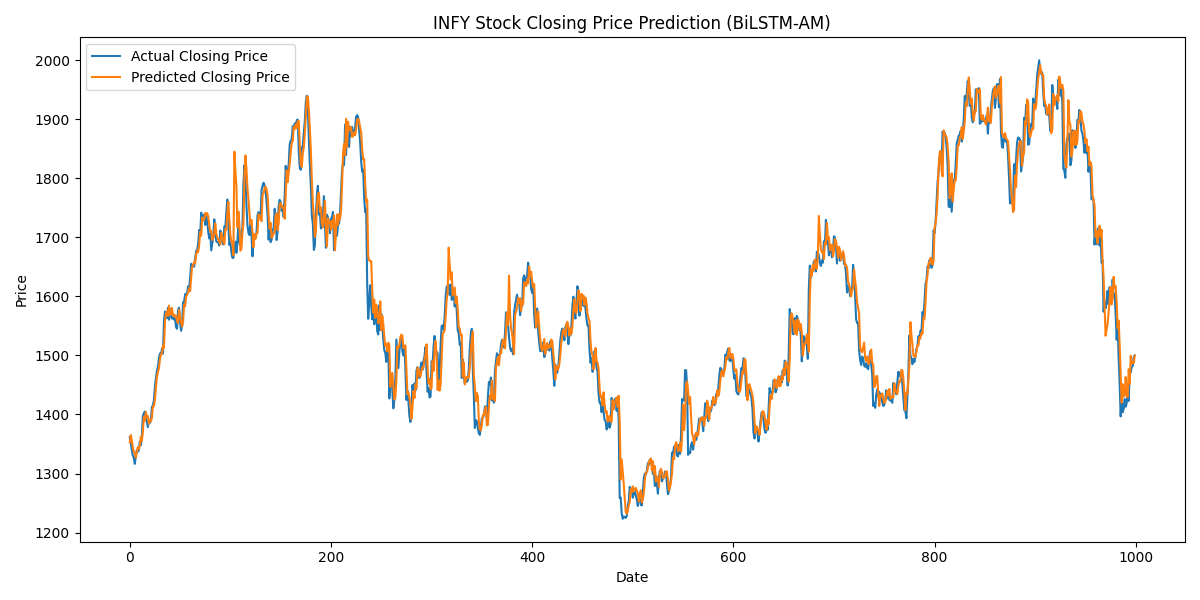 INFY Stock Closing Price Prediction (BiLSTM-AM)
Actual Closing Price
Predicted Closing Price
2000
1900
1800
1700
1600
1500
1400
1300
1200
Price
0 200 400 600 800 1000
Date